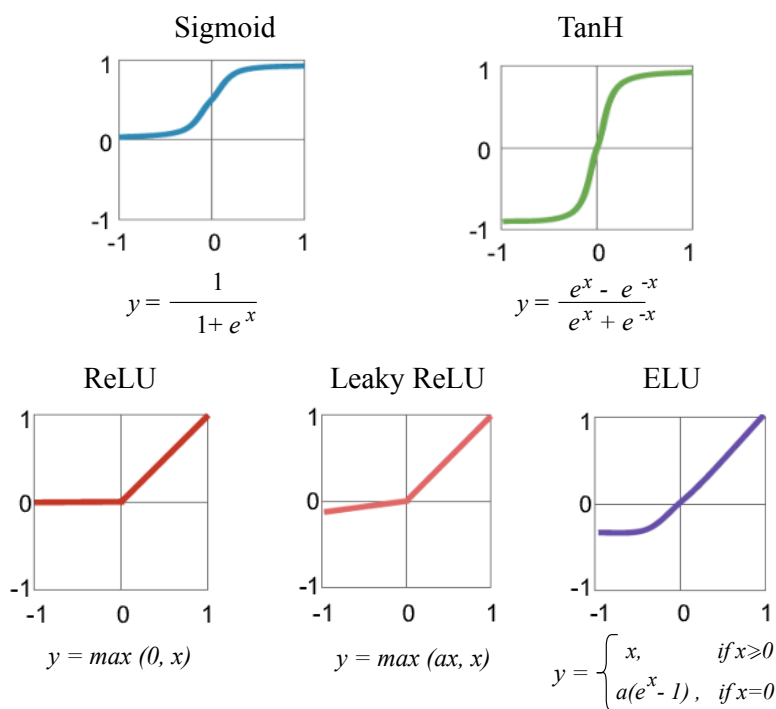 Sigmoid
TanH
1
0
-1
-1 0 1
1
0
-1
-1 0 1
y = 1 / 1+ e^x
y = e^x - e^-x / e^x + e^-x
ReLU
Leaky ReLU
ELU
1
0
-1
-1 0 1
1
0
-1
-1 0 1
1
0
-1
-1 0 1
y = max (0, x)
y = max (ax, x)
y = { x, if x⩾0
a(e^x - 1) , if x=0